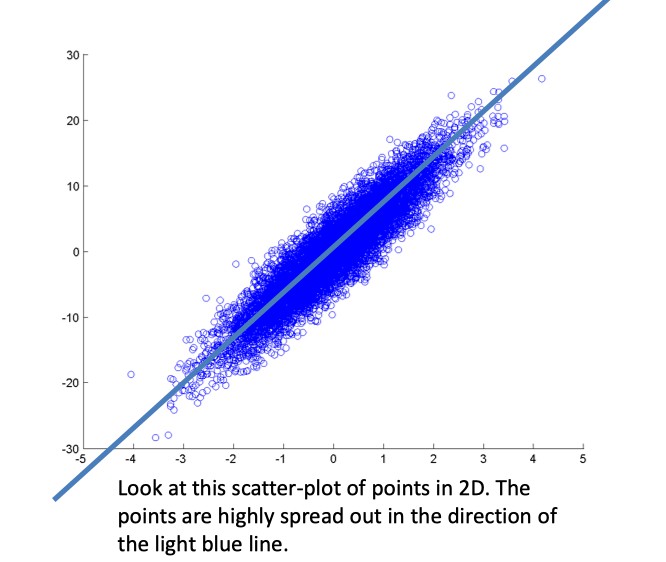 30
20
10
0
-10
-20
-30
-5 -4 -3 -2 -1 0 1 2 3 4 5
Look at this scatter-plot of points in 2D. The
points are highly spread out in the direction of
the light blue line.